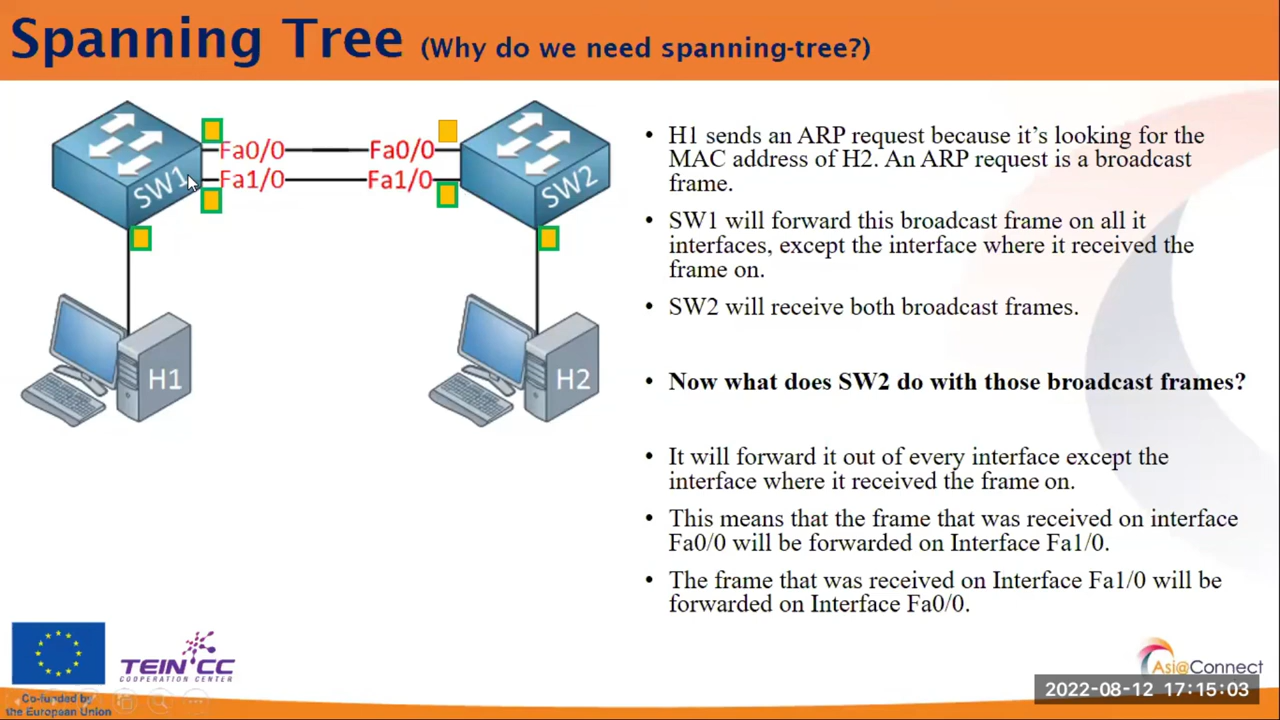 Spanning Tree (Why do we need spanning-tree?)
SW1
Fa0/0
Fa0/0
Fa1/0
Fa1/0
SW2
H1
H2
• H1 sends an ARP request because it's looking for the
MAC address of H2. An ARP request is a broadcast
frame.
• SW1 will forward this broadcast frame on all it
interfaces, except the interface where it received the
frame on.
• SW2 will receive both broadcast frames.
• Now what does SW2 do with those broadcast frames?
• It will forward it out of every interface except the
interface where it received the frame on.
• This means that the frame that was received on interface
Fa0/0 will be forwarded on Interface Fa1/0.
• The frame that was received on Interface Fa1/0 will be
forwarded on Interface Fa0/0.
TEIN*CC
COOPERATION CENTER
Co-funded by
the European Union
Asi@Connect
2022-08-12 17:15:03